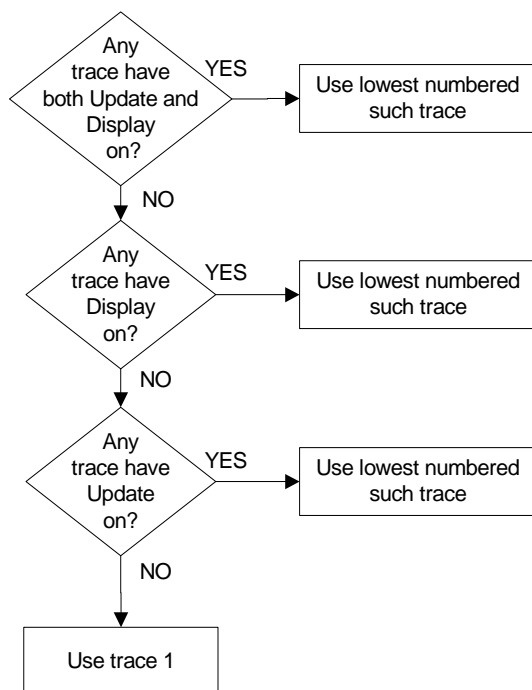 Any
trace have
both Update and
Display
on?
YES
Use lowest numbered
such trace
NO
Any
trace have
Display
on?
YES
Use lowest numbered
such trace
NO
Any
trace have
Update
on?
YES
Use lowest numbered
such trace
NO
Use trace 1